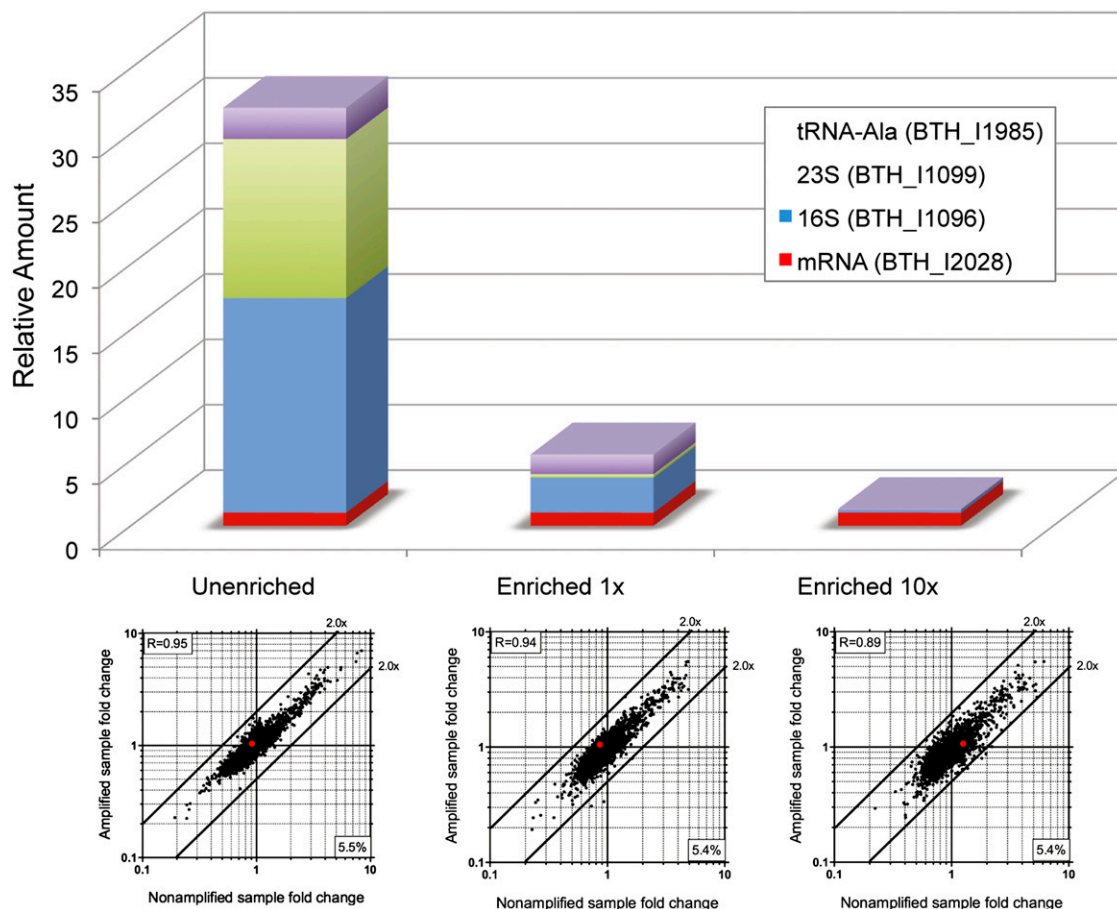 35
30
25
20
15
10
5
0
Relative Amount
tRNA-Ala (BTH_I1985)
23S (BTH_I1099)
16S (BTH_I1096)
mRNA (BTH_I2028)
Unenriched
Enriched 1x
Enriched 10x
10
1
0.1
Amplified sample fold change
R=0.95
2.0x
2.0x
5.5%
0.1
1
10
Nonamplified sample fold change
10
1
0.1
Amplified sample fold change
R=0.94
2.0x
2.0x
5.4%
0.1
1
10
Nonamplified sample fold change
10
1
0.1
Amplified sample fold change
R=0.89
2.0x
2.0x
5.4%
0.1
1
10
Nonamplified sample fold change